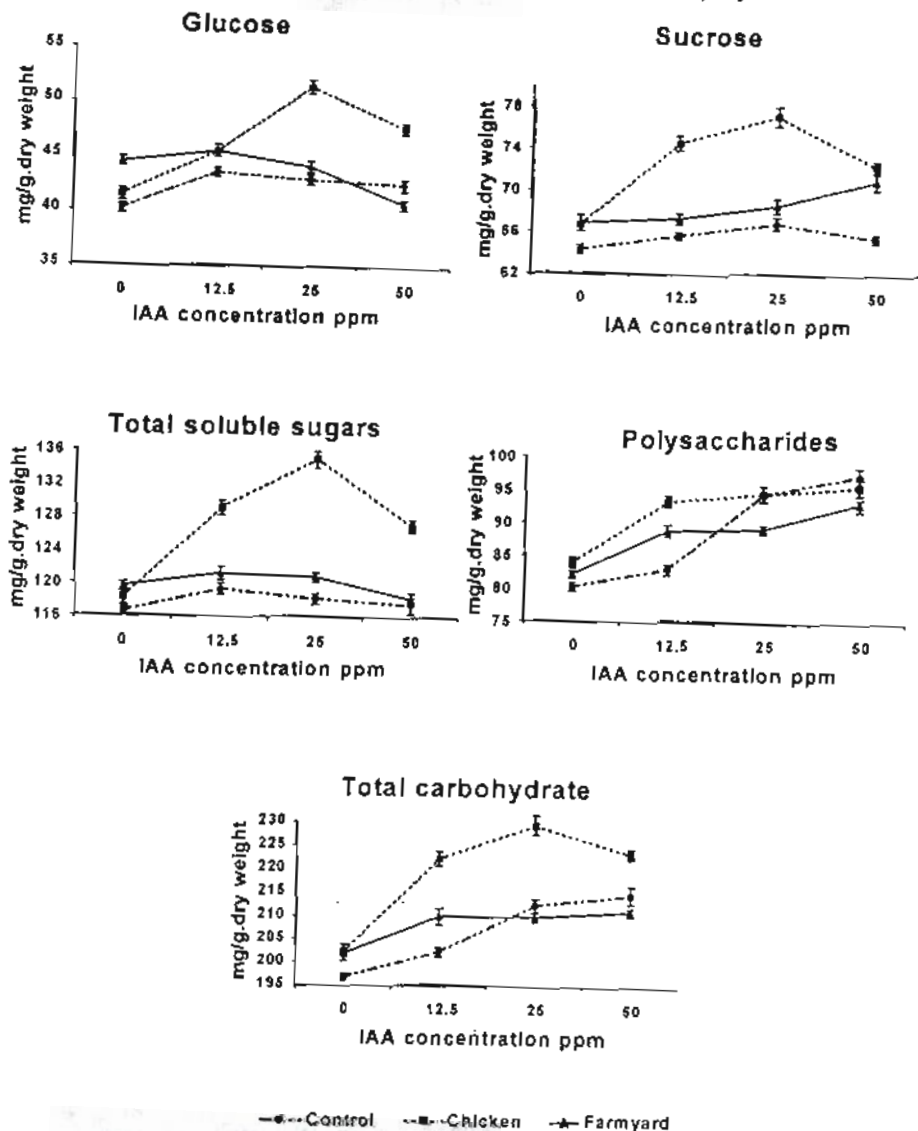 Glucose
55
50
45
40
35
mg/g.dry weight
0 12.5 25 50
IAA concentration ppm
Sucrose
78
74
70
66
62
mg/g.dry weight
0 12.5 25 50
IAA concentration ppm
Total soluble sugars
136
132
128
124
120
116
mg/g.dry weight
0 12.5 25 50
IAA concentration ppm
Polysaccharides
100
95
90
85
80
75
mg/g.dry weight
0 12.5 25 50
IAA concentration ppm
Total carbohydrate
230
225
220
215
210
205
200
195
mg/g.dry weight
0 12.5 25 50
IAA concentration ppm
Control Chicken Farmyard